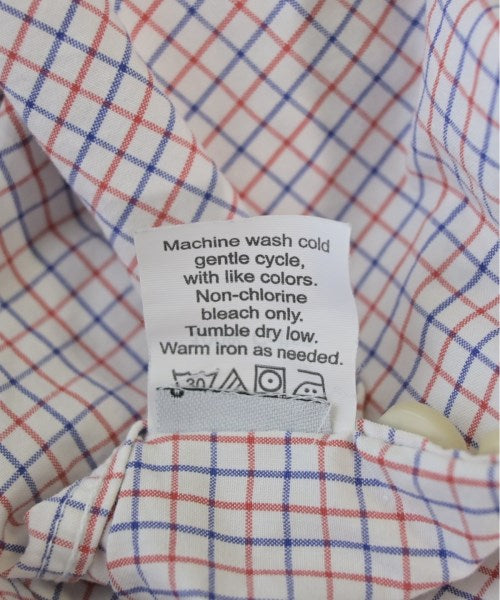 Machine wash cold
gentle cycle,
with like colors.
Non-chlorine
bleach only.
Tumble dry low.
Warm iron as needed.
30